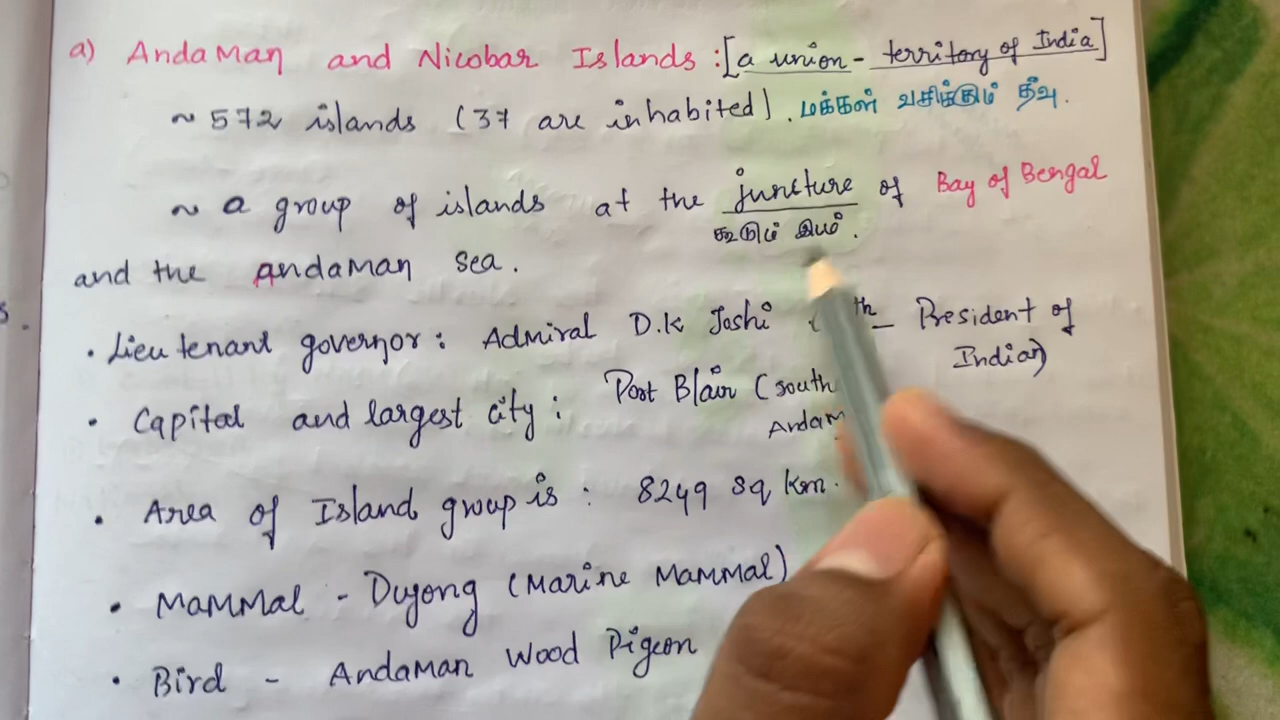 a) Andaman and Nicobar Islands :[a union - territory of India]
~ 572 islands (37 are inhabited). மக்கள் வசிக்கும் தீவு.
~ a group of islands at the juncture of Bay of Bengal
கூடும் இடம்.
and the Andaman sea.
• Lieutenant governor : Admiral D.K Joshi ( th – President of
India)
• Capital and largest city : Port Blair (South
Andam
• Area of Island group is : 8249 sq km.
• Mammal - Dugong (Marine Mammal)
• Bird - Andaman Wood Pigeon